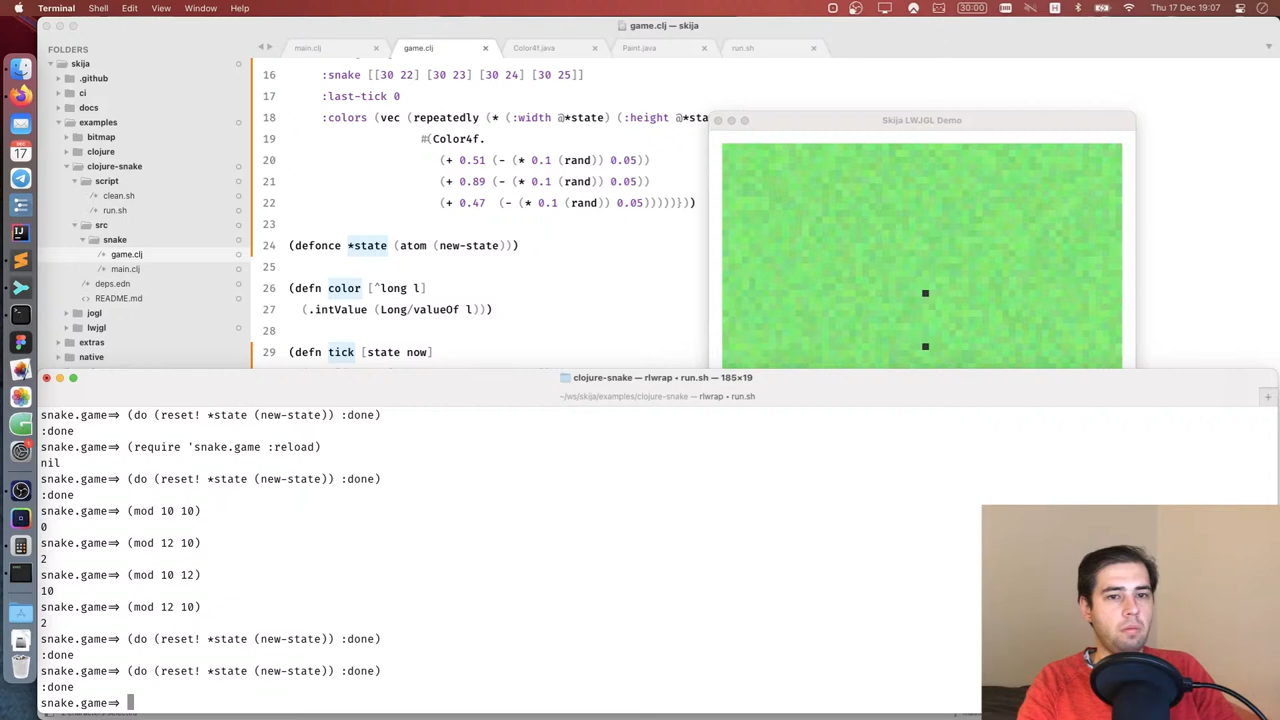 Terminal Shell Edit View Window Help
30:00
Thu 17 Dec 19:07
game.clj — skija
FOLDERS
skija
.github
ci
docs
examples
bitmap
clojure
clojure-snake
script
clean.sh
run.sh
src
snake
game.clj
main.clj
deps.edn
README.md
jogl
lwjgl
extras
native
main.clj game.clj Color4f.java Paint.java run.sh
16 :snake [[30 22] [30 23] [30 24] [30 25]]
17 :last-tick 0
18 :colors (vec (repeatedly (* (:width @*state) (:height @*sta
19 #(Color4f.
20 (+ 0.51 (- (* 0.1 (rand)) 0.05))
21 (+ 0.89 (- (* 0.1 (rand)) 0.05))
22 (+ 0.47 (- (* 0.1 (rand)) 0.05)))))}))
23
24 (defonce *state (atom (new-state)))
25
26 (defn color [^long l]
27 (.intValue (Long/valueOf l)))
28
29 (defn tick [state now]
Skija LWJGL Demo
clojure-snake — rlwrap • run.sh — 185×19
~/ws/skija/examples/clojure-snake — rlwrap • run.sh
snake.game=> (do (reset! *state (new-state)) :done)
:done
snake.game=> (require 'snake.game :reload)
nil
snake.game=> (do (reset! *state (new-state)) :done)
:done
snake.game=> (mod 10 10)
0
snake.game=> (mod 12 10)
2
snake.game=> (mod 10 12)
10
snake.game=> (mod 12 10)
2
snake.game=> (do (reset! *state (new-state)) :done)
:done
snake.game=> (do (reset! *state (new-state)) :done)
:done
snake.game=>